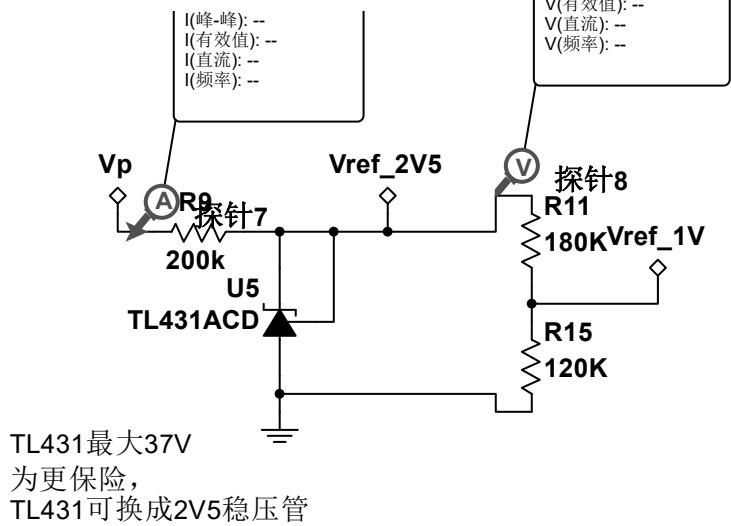 I(峰-峰): --
I(有效值): --
I(直流): --
I(频率): --
V(有效值): --
V(直流): --
V(频率): --
Vp
A
R9
探针7
200k
Vref_2V5
V
探针8
R11
180K
Vref_1V
U5
TL431ACD
R15
120K
TL431最大37V
为更保险，
TL431可换成2V5稳压管